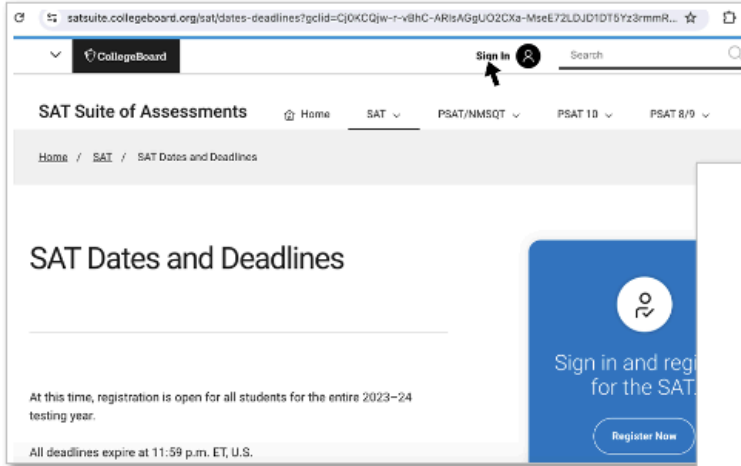 satsuite.collegeboard.org/sat/dates-deadlines?gclid=Cj0KCQjw-r-vBhC-ARIsAGgUO2CXa-MseE72LDJD1DT5Yz3rmmR...
CollegeBoard
Sign In
Search
SAT Suite of Assessments
Home
SAT
PSAT/NMSQT
PSAT 10
PSAT 8/9
Home / SAT / SAT Dates and Deadlines
SAT Dates and Deadlines
At this time, registration is open for all students for the entire 2023–24
testing year.
All deadlines expire at 11:59 p.m. ET, U.S.
Sign in and regi
for the SAT.
Register Now